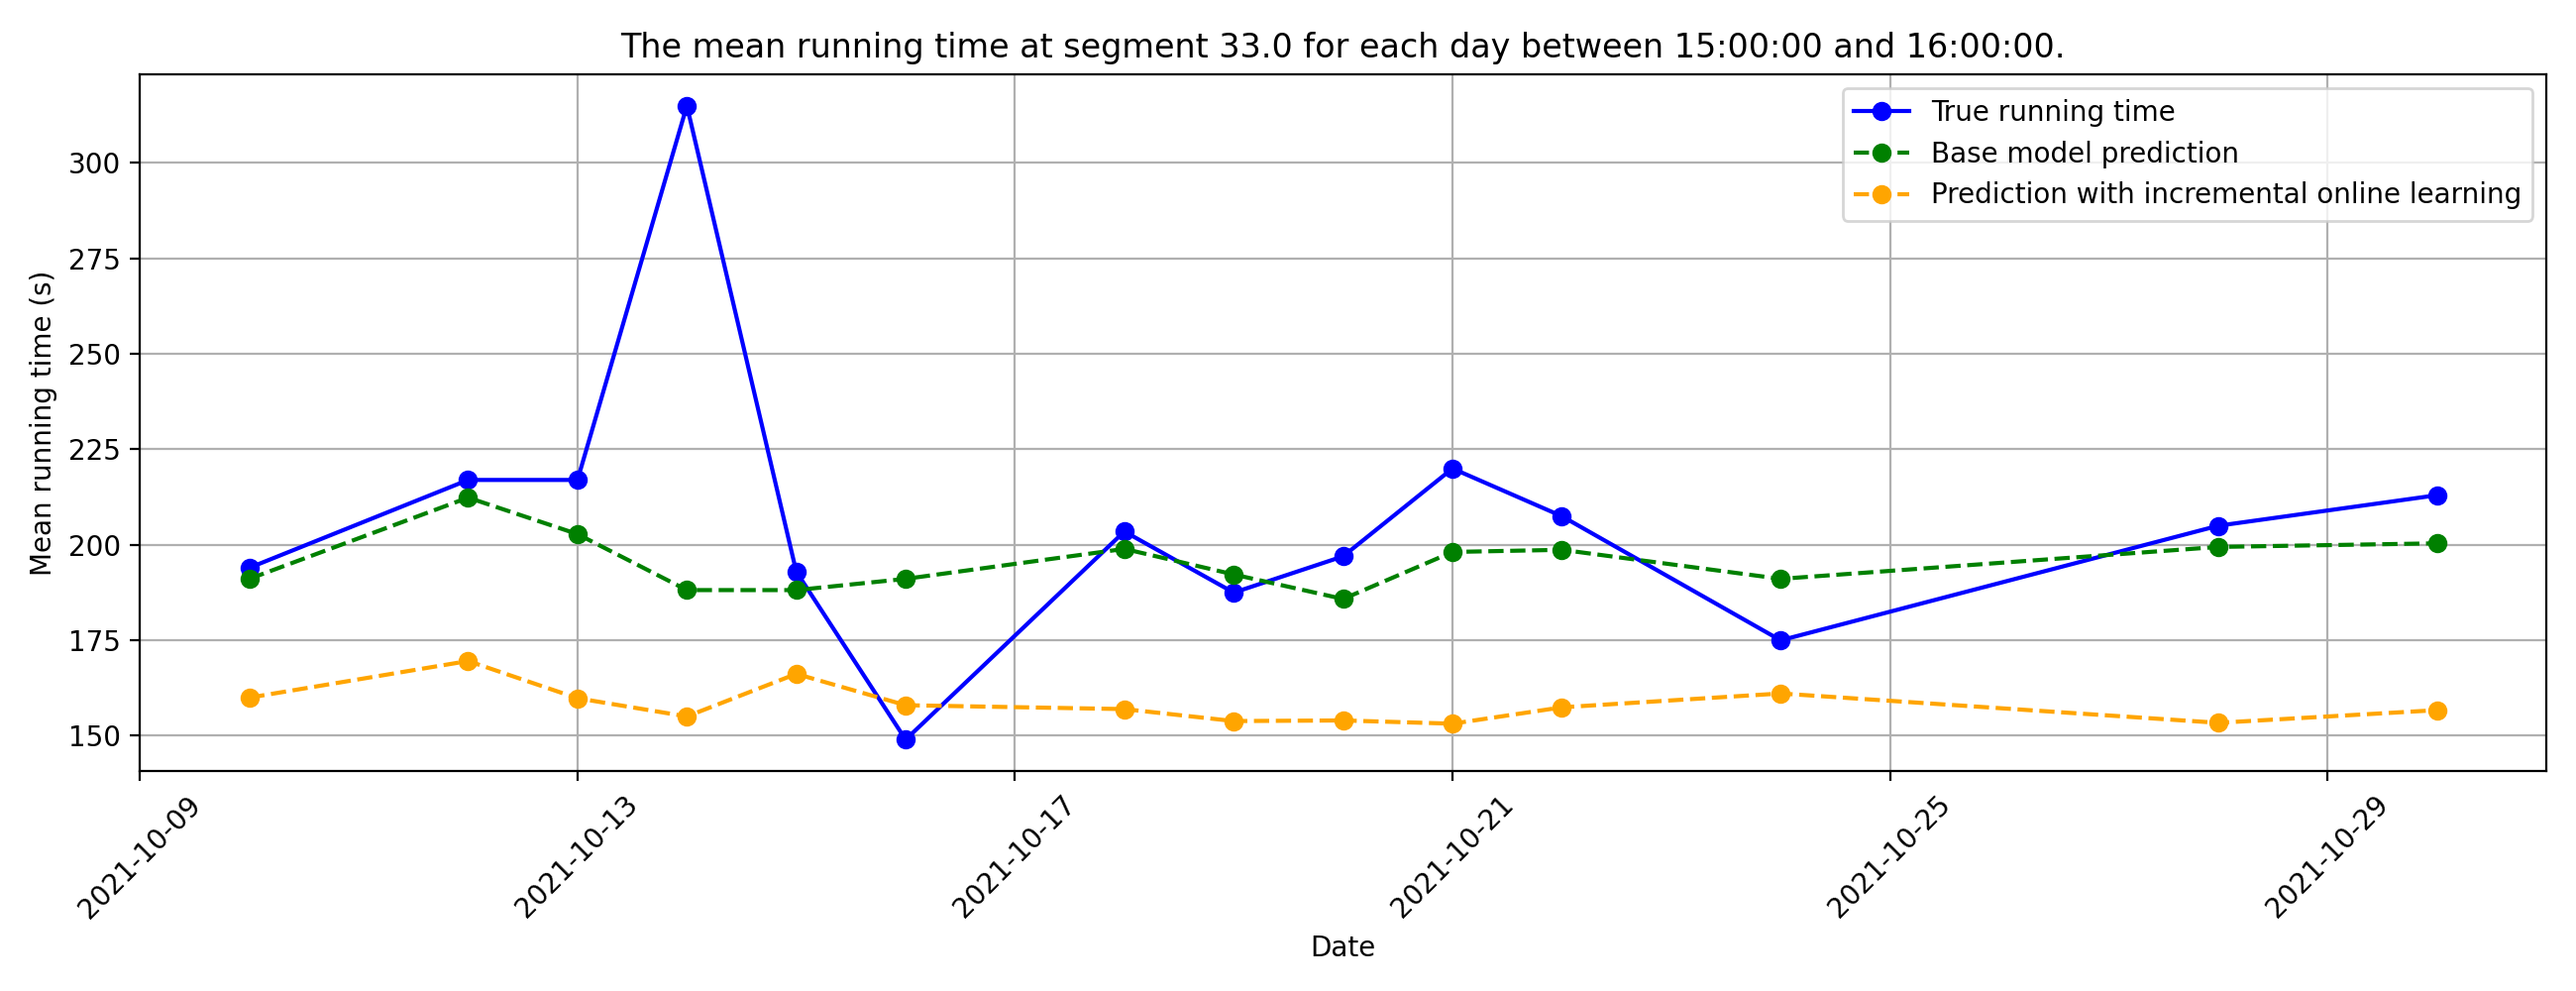 The mean running time at segment 33.0 for each day between 15:00:00 and 16:00:00.
True running time
Base model prediction
Prediction with incremental online learning
Mean running time (s)
300
275
250
225
200
175
150
2021-10-09
2021-10-13
2021-10-17
2021-10-21
2021-10-25
2021-10-29
Date